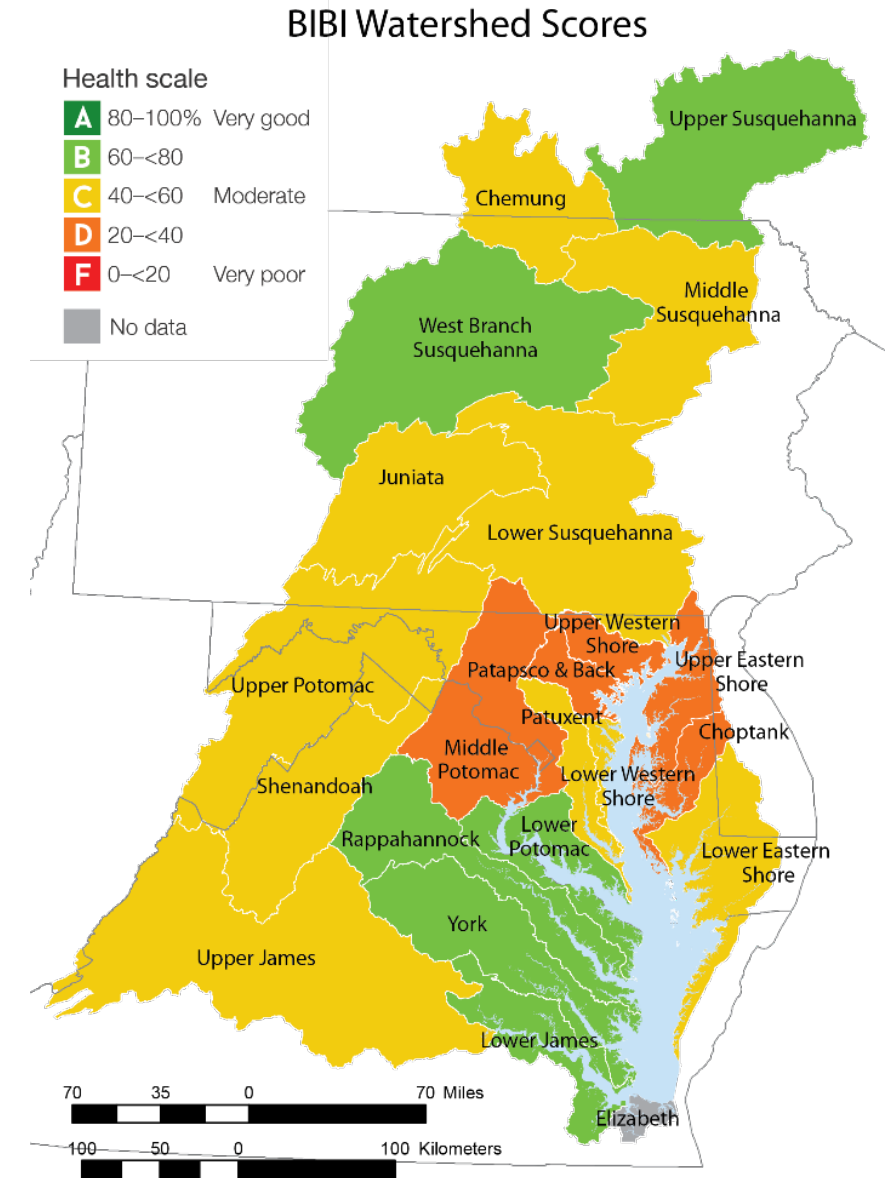 BIBI Watershed Scores
Health scale
A 80–100% Very good
B 60–<80
C 40–<60 Moderate
D 20–<40
F 0–<20 Very poor
No data
Upper Susquehanna
Chemung
Middle
Susquehanna
West Branch
Susquehanna
Juniata
Lower Susquehanna
Upper Western
Shore
Patapsco & Back
Upper Eastern
Shore
Upper Potomac
Patuxent
Choptank
Middle
Potomac
Lower Western
Shore
Shenandoah
Rappahannock
Lower
Potomac
Lower Eastern
Shore
York
Upper James
Lower James
Elizabeth
70 35 0 70 Miles
100 50 0 100 Kilometers